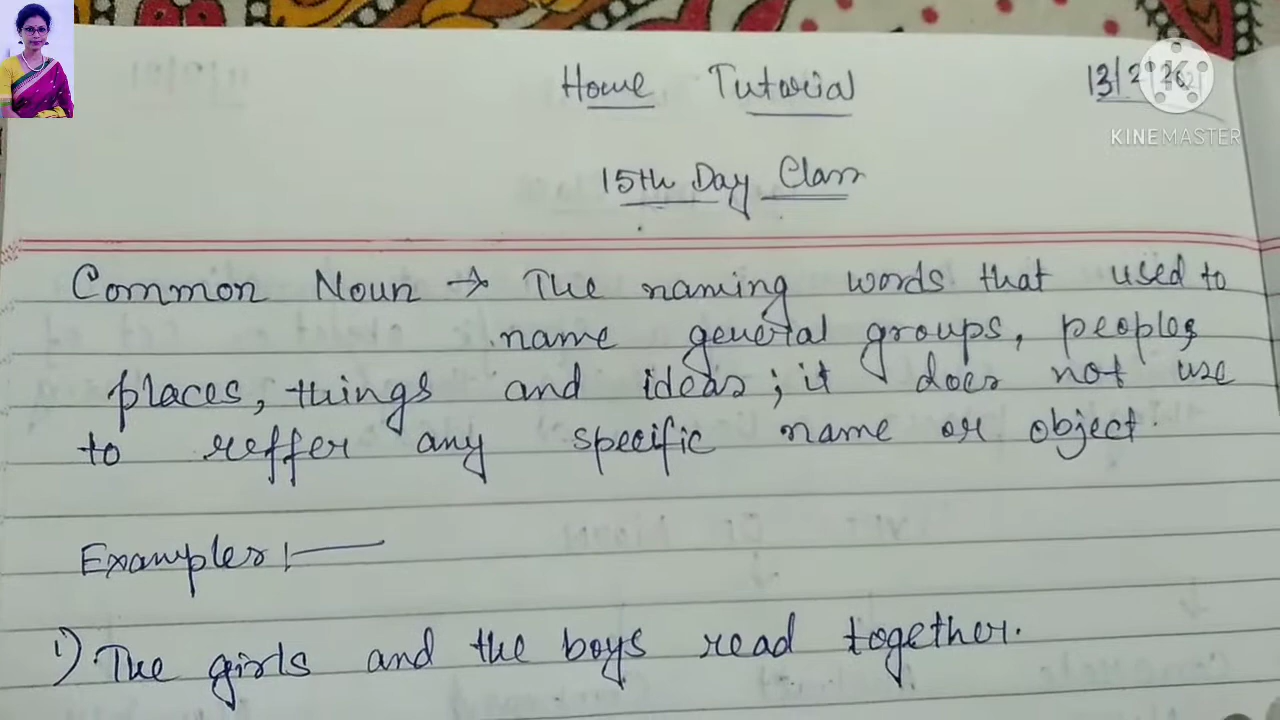 Home Tutorial
13/2
KINEMASTER
15th Day Class
Common Noun → The naming words that used to
name general groups, peoples,
places, things and ideas; it does not use
to reffer any specific name or object.
Examples:—
i) The girls and the boys read together.